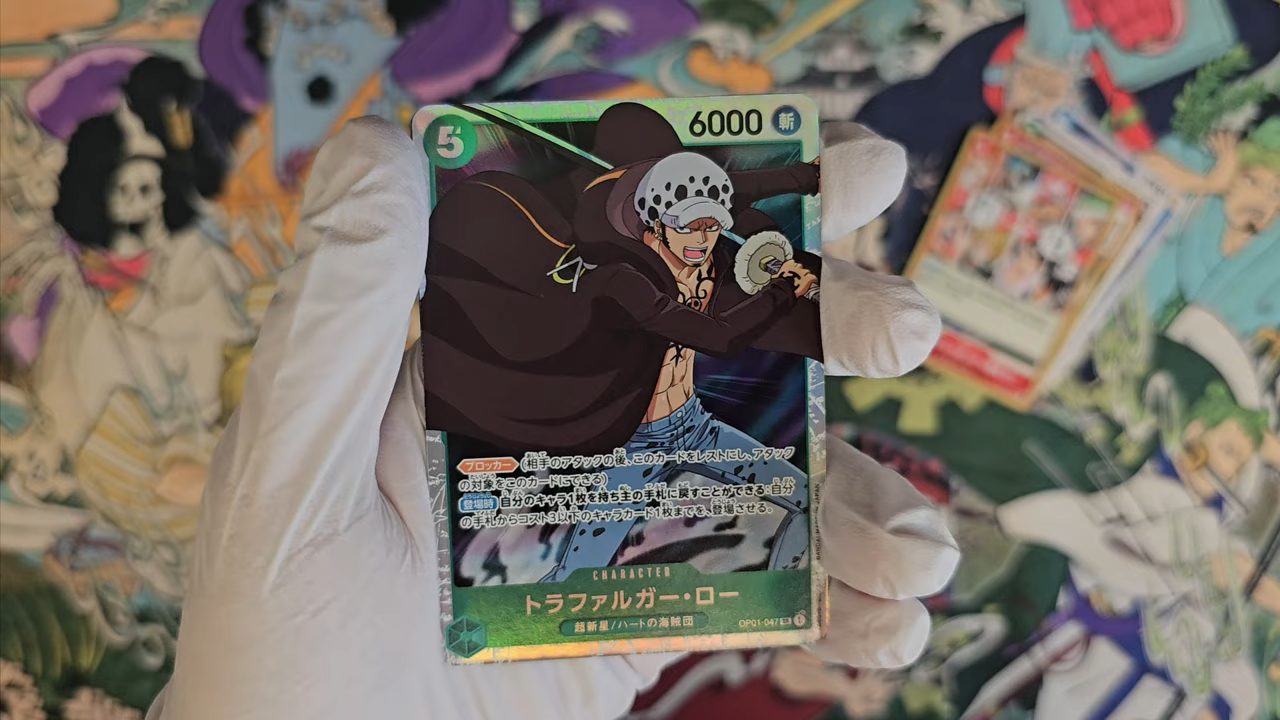 5
6000 斬
ブロッカー (相手のアタックの後、このカードをレストにし、アタック
の対象をこのカードにできる)
登場時 自分のキャラ1枚を持ち主の手札に戻すことができる:自分
の手札からコスト3以下のキャラカード1枚までを、登場させる。
CHARACTER
トラファルガー・ロー
超新星/ハートの海賊団
OP01-047 SR 1